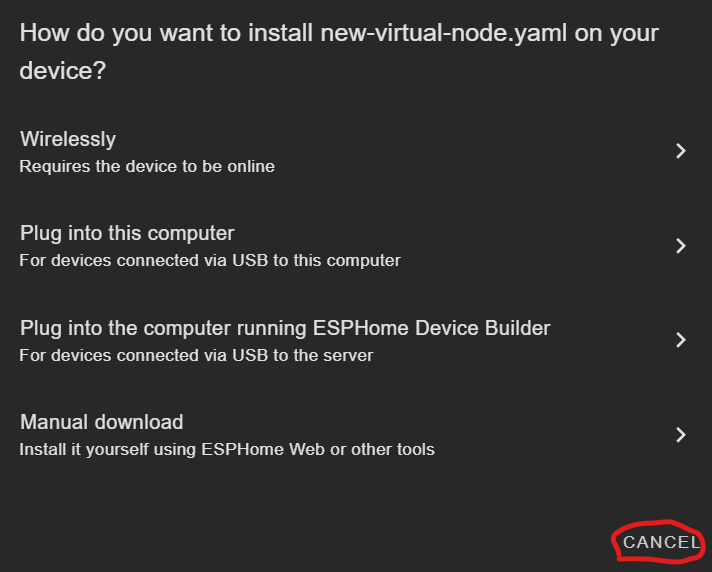 How do you want to install new-virtual-node.yaml on your
device?
Wirelessly
Requires the device to be online
Plug into this computer
For devices connected via USB to this computer
Plug into the computer running ESPHome Device Builder
For devices connected via USB to the server
Manual download
Install it yourself using ESPHome Web or other tools
CANCEL